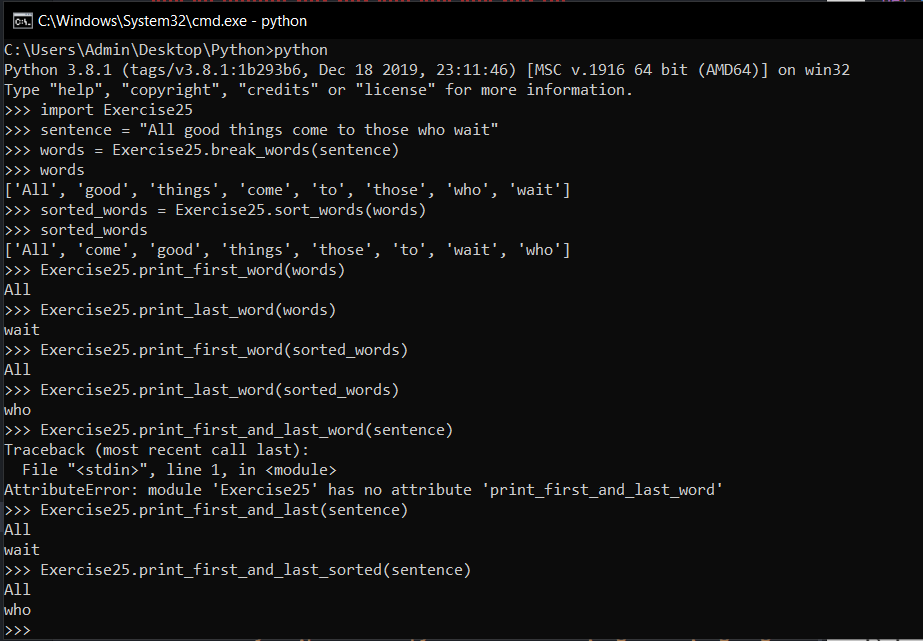 C:\Windows\System32\cmd.exe - python
C:\Users\Admin\Desktop\Python>python
Python 3.8.1 (tags/v3.8.1:1b293b6, Dec 18 2019, 23:11:46) [MSC v.1916 64 bit (AMD64)] on win32
Type "help", "copyright", "credits" or "license" for more information.
>>> import Exercise25
>>> sentence = "All good things come to those who wait"
>>> words = Exercise25.break_words(sentence)
>>> words
['All', 'good', 'things', 'come', 'to', 'those', 'who', 'wait']
>>> sorted_words = Exercise25.sort_words(words)
>>> sorted_words
['All', 'come', 'good', 'things', 'those', 'to', 'wait', 'who']
>>> Exercise25.print_first_word(words)
All
>>> Exercise25.print_last_word(words)
wait
>>> Exercise25.print_first_word(sorted_words)
All
>>> Exercise25.print_last_word(sorted_words)
who
>>> Exercise25.print_first_and_last_word(sentence)
Traceback (most recent call last):
  File "<stdin>", line 1, in <module>
AttributeError: module 'Exercise25' has no attribute 'print_first_and_last_word'
>>> Exercise25.print_first_and_last(sentence)
All
wait
>>> Exercise25.print_first_and_last_sorted(sentence)
All
who
>>>